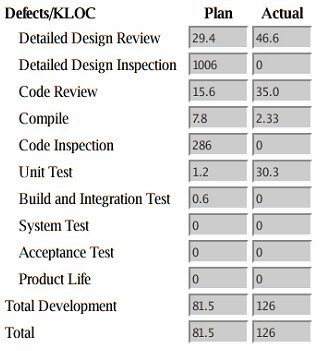 Defects/KLOC Plan Actual
Detailed Design Review 29.4 46.6
Detailed Design Inspection 1006 0
Code Review 15.6 35.0
Compile 7.8 2.33
Code Inspection 286 0
Unit Test 1.2 30.3
Build and Integration Test 0.6 0
System Test 0 0
Acceptance Test 0 0
Product Life 0 0
Total Development 81.5 126
Total 81.5 126